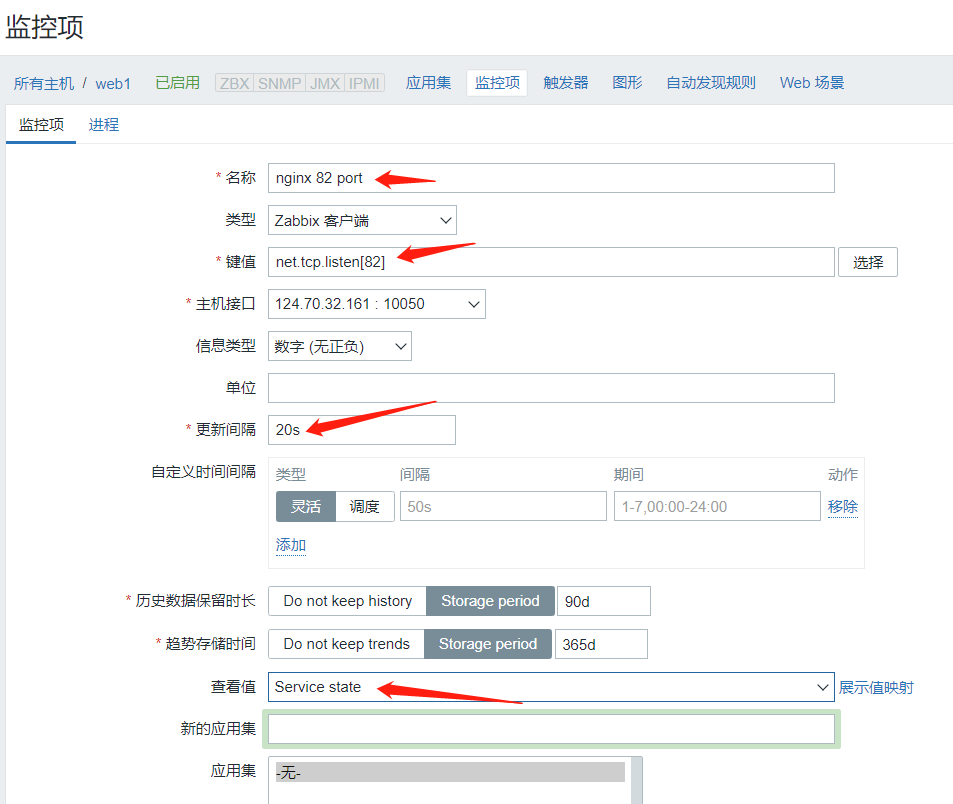 监控项
所有主机 / web1 已启用 ZBX SNMP JMX IPMI 应用集 监控项 触发器 图形 自动发现规则 Web 场景
监控项 进程
* 名称 nginx 82 port
类型 Zabbix 客户端
* 键值 net.tcp.listen[82] 选择
* 主机接口 124.70.32.161 : 10050
信息类型 数字 (无正负)
单位
* 更新间隔 20s
自定义时间间隔 类型 间隔 期间 动作
灵活 调度 50s 1-7,00:00-24:00 移除
添加
* 历史数据保留时长 Do not keep history Storage period 90d
* 趋势存储时间 Do not keep trends Storage period 365d
查看值 Service state 展示值映射
新的应用集
应用集 -无-